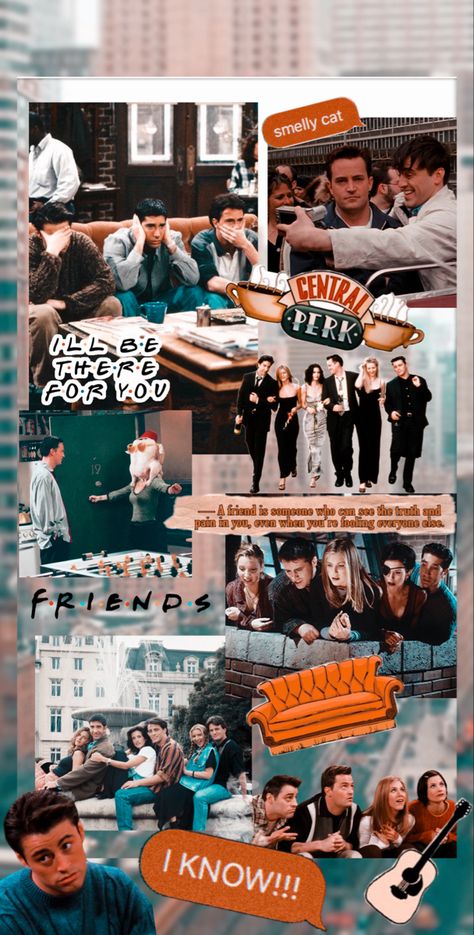 smelly cat
CENTRAL
PERK
I'LL BE
THERE
FOR YOU
19
—— A friend is someone who can see the truth and
pain in you, even when you're fooling everyone else.
F•R•I•E•N•D•S
I KNOW!!!